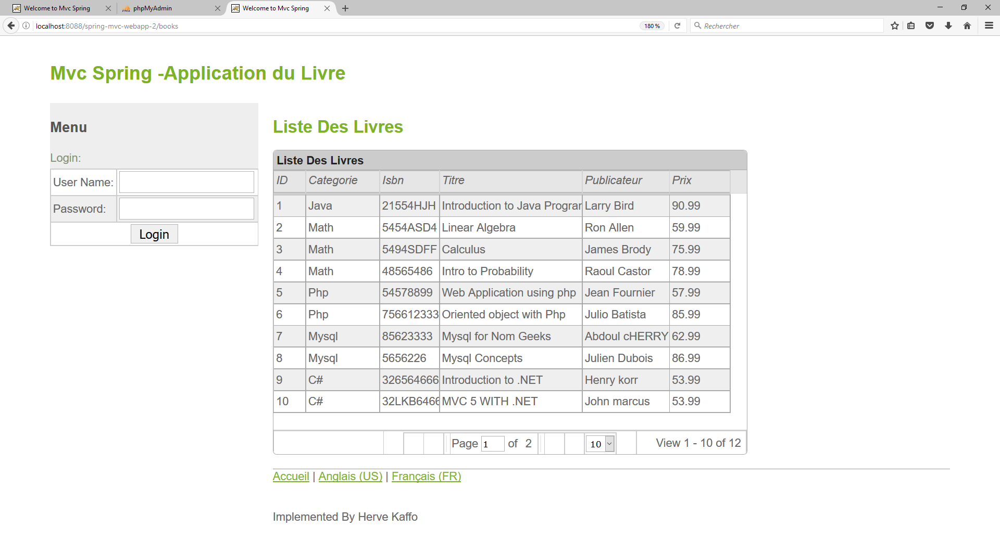 Welcome to Mvc Spring
phpMyAdmin
Welcome to Mvc Spring
localhost:8088/spring-mvc-webapp-2/books
180 %
Rechercher
Mvc Spring -Application du Livre
Menu
Login:
User Name:
Password:
Login
Liste Des Livres
Liste Des Livres
ID Categorie Isbn Titre Publicateur Prix
1 Java 21554HJH Introduction to Java Prograr Larry Bird 90.99
2 Math 5454ASD4 Linear Algebra Ron Allen 59.99
3 Math 5494SDFF Calculus James Brody 75.99
4 Math 48565486 Intro to Probability Raoul Castor 78.99
5 Php 54578899 Web Application using php Jean Fournier 57.99
6 Php 756612333 Oriented object with Php Julio Batista 85.99
7 Mysql 85623333 Mysql for Nom Geeks Abdoul cHERRY 62.99
8 Mysql 5656226 Mysql Concepts Julien Dubois 86.99
9 C# 326564666 Introduction to .NET Henry korr 53.99
10 C# 32LKB6466 MVC 5 WITH .NET John marcus 53.99
Page 1 of 2 10 View 1 - 10 of 12
Accueil | Anglais (US) | Français (FR)
Implemented By Herve Kaffo